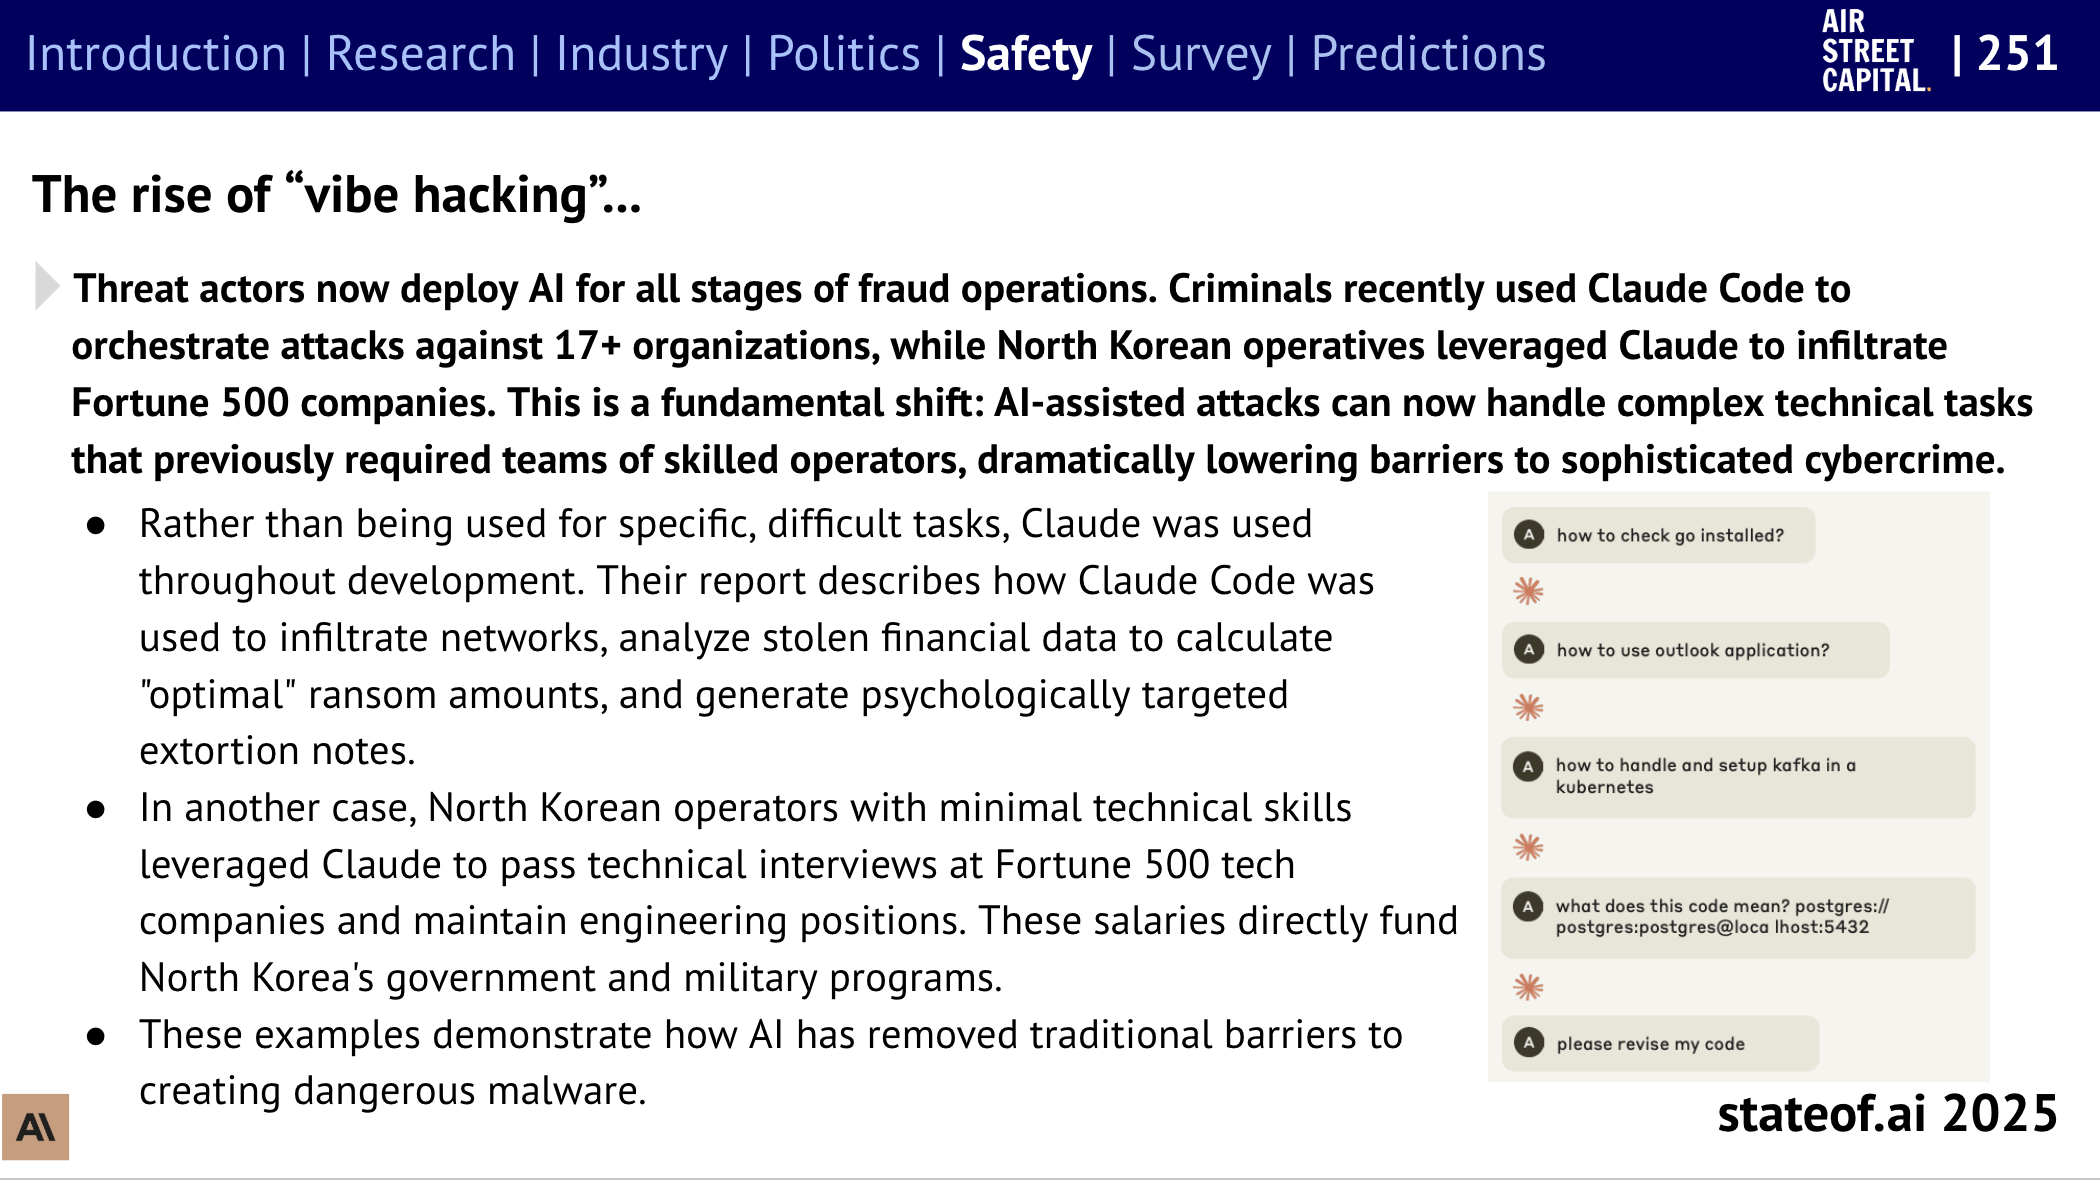 Introduction | Research | Industry | Politics | Safety | Survey | Predictions
AIR
STREET
CAPITAL.
| 251
The rise of “vibe hacking”...
Threat actors now deploy AI for all stages of fraud operations. Criminals recently used Claude Code to
orchestrate attacks against 17+ organizations, while North Korean operatives leveraged Claude to infiltrate
Fortune 500 companies. This is a fundamental shift: AI-assisted attacks can now handle complex technical tasks
that previously required teams of skilled operators, dramatically lowering barriers to sophisticated cybercrime.
● Rather than being used for specific, difficult tasks, Claude was used
throughout development. Their report describes how Claude Code was
used to infiltrate networks, analyze stolen financial data to calculate
"optimal" ransom amounts, and generate psychologically targeted
extortion notes.
● In another case, North Korean operators with minimal technical skills
leveraged Claude to pass technical interviews at Fortune 500 tech
companies and maintain engineering positions. These salaries directly fund
North Korea's government and military programs.
● These examples demonstrate how AI has removed traditional barriers to
creating dangerous malware.
A how to check go installed?
A how to use outlook application?
A how to handle and setup kafka in a
kubernetes
A what does this code mean? postgres://
postgres:postgres@loca lhost:5432
A please revise my code
A\
stateof.ai 2025